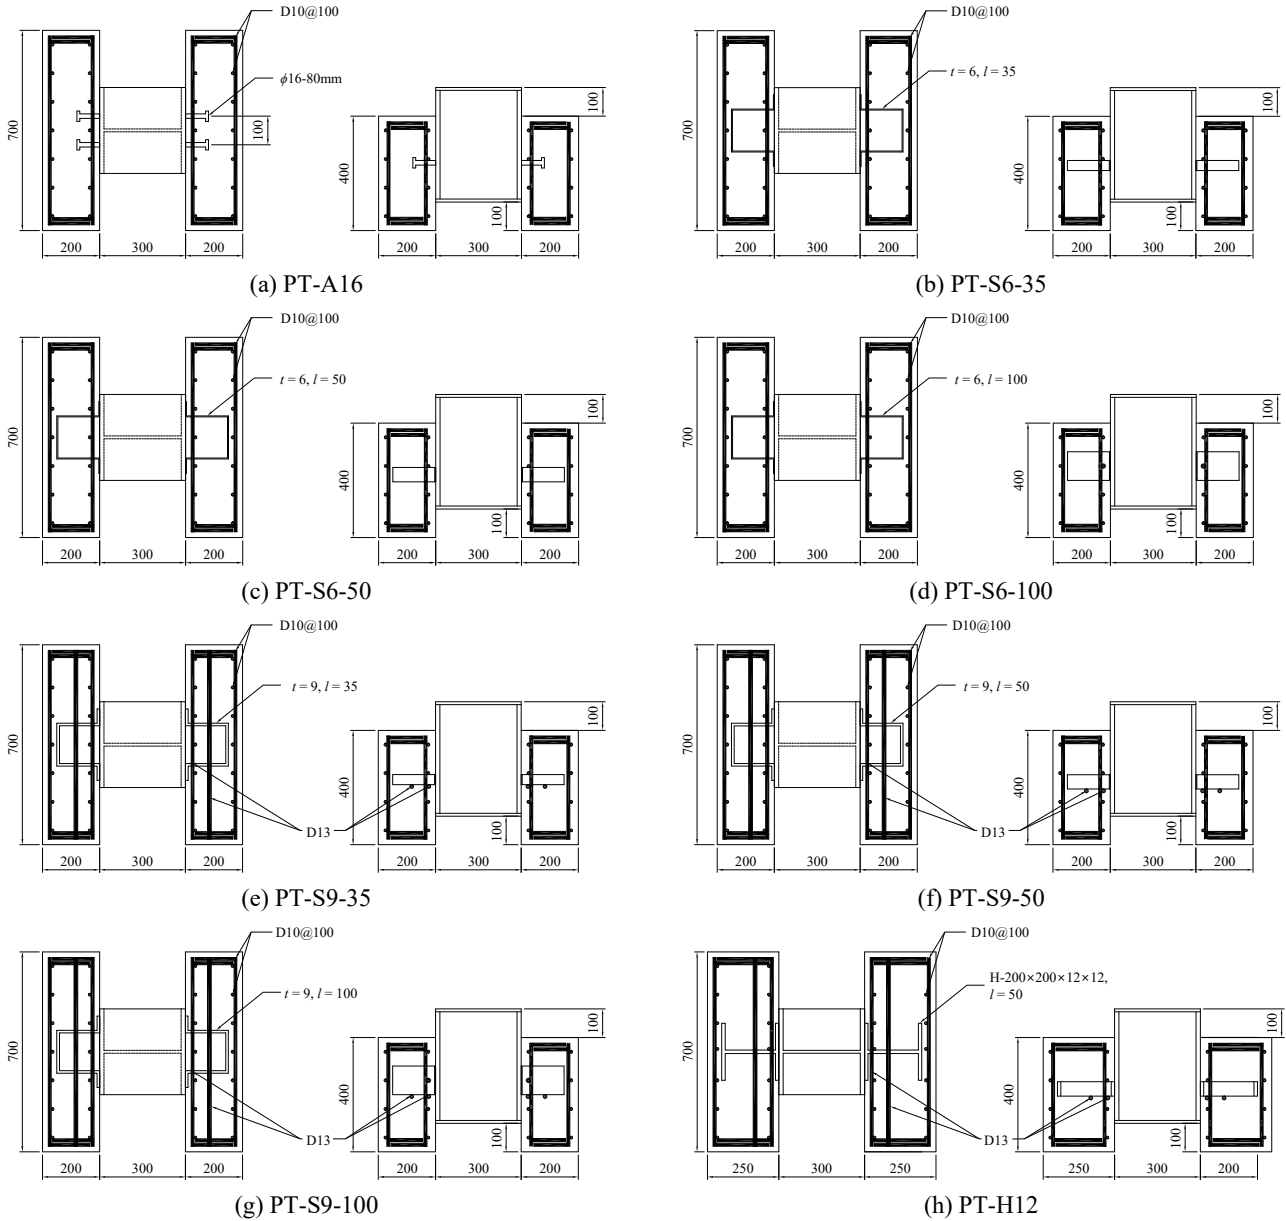 D10@100
ϕ16-80mm
100
700
400
100
100
200
300
200
200
300
200
(a) PT-A16
D10@100
t = 6, l = 35
700
400
100
100
200
300
200
200
300
200
(b) PT-S6-35
D10@100
t = 6, l = 50
700
400
100
100
200
300
200
200
300
200
(c) PT-S6-50
D10@100
t = 6, l = 100
700
400
100
100
200
300
200
200
300
200
(d) PT-S6-100
D10@100
t = 9, l = 35
700
D13
400
100
100
200
300
200
200
300
200
(e) PT-S9-35
D10@100
t = 9, l = 50
700
D13
400
100
100
200
300
200
200
300
200
(f) PT-S9-50
D10@100
t = 9, l = 100
700
D13
400
100
100
200
300
200
200
300
200
(g) PT-S9-100
D10@100
H-200×200×12×12,
l = 50
700
D13
400
100
100
250
300
250
250
300
200
(h) PT-H12